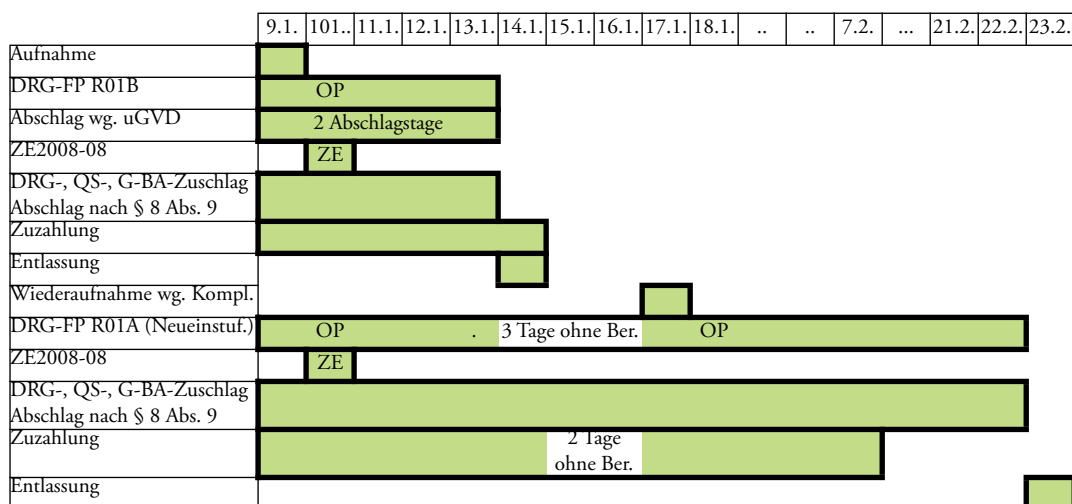 9.1. 101.. 11.1. 12.1. 13.1. 14.1. 15.1. 16.1. 17.1. 18.1. .. .. 7.2. ... 21.2. 22.2. 23.2.
Aufnahme
DRG-FP R01B OP
Abschlag wg. uGVD 2 Abschlagstage
ZE2008-08 ZE
DRG-, QS-, G-BA-Zuschlag
Abschlag nach § 8 Abs. 9
Zuzahlung
Entlassung
Wiederaufnahme wg. Kompl.
DRG-FP R01A (Neueinstuf.) OP . 3 Tage ohne Ber. OP
ZE2008-08 ZE
DRG-, QS-, G-BA-Zuschlag
Abschlag nach § 8 Abs. 9
Zuzahlung 2 Tage
ohne Ber.
Entlassung